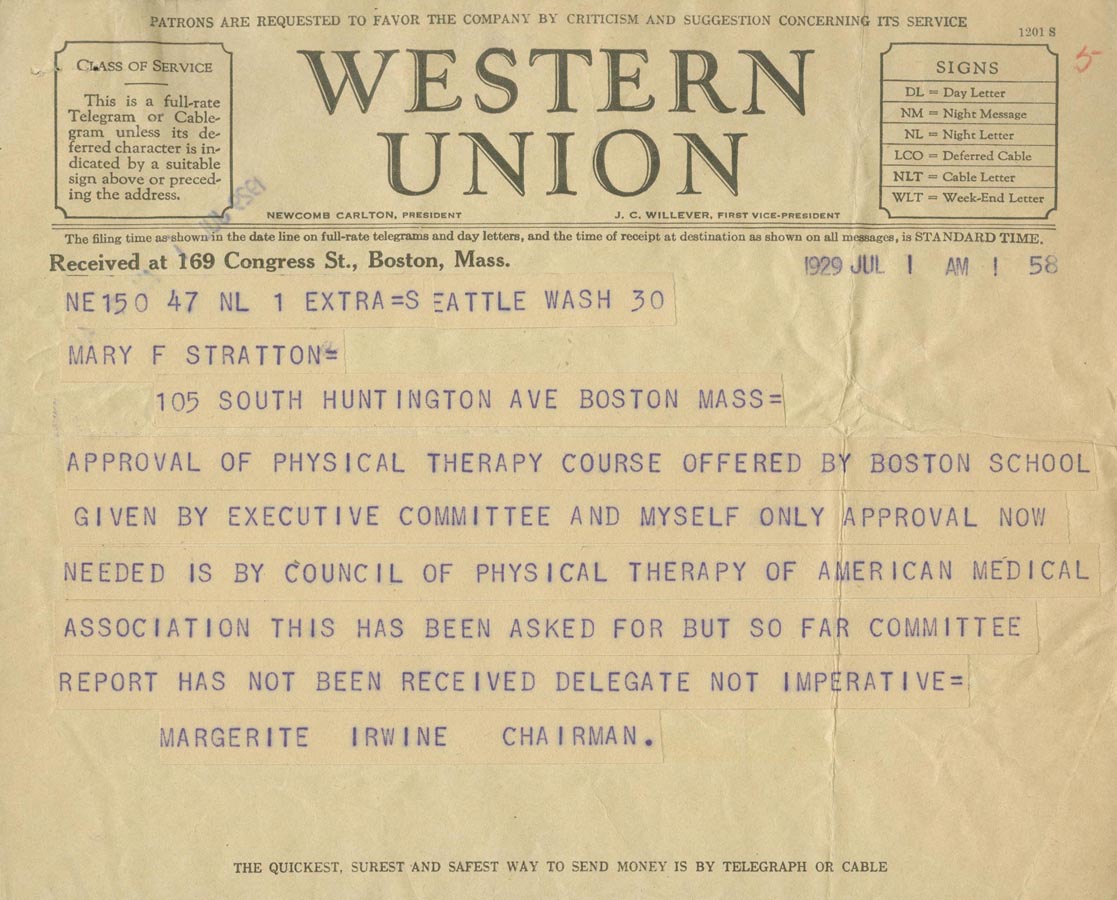 PATRONS ARE REQUESTED TO FAVOR THE COMPANY BY CRITICISM AND SUGGESTION CONCERNING ITS SERVICE
1201 S
CLASS OF SERVICE
This is a full-rate
Telegram or Cable-
gram unless its de-
ferred character is in-
dicated by a suitable
sign above or preced-
ing the address.
WESTERN
UNION
NEWCOMB CARLTON, PRESIDENT
J. C. WILLEVER, FIRST VICE-PRESIDENT
SIGNS
DL = Day Letter
NM = Night Message
NL = Night Letter
LCO = Deferred Cable
NLT = Cable Letter
WLT = Week-End Letter
5
The filing time as shown in the date line on full-rate telegrams and day letters, and the time of receipt at destination as shown on all messages, is STANDARD TIME.
Received at 169 Congress St., Boston, Mass.
1929 JUL 1 AM 1 58
NE150 47 NL 1 EXTRA=S EATTLE WASH 30
MARY F STRATTON=
105 SOUTH HUNTINGTON AVE BOSTON MASS=
APPROVAL OF PHYSICAL THERAPY COURSE OFFERED BY BOSTON SCHOOL
GIVEN BY EXECUTIVE COMMITTEE AND MYSELF ONLY APPROVAL NOW
NEEDED IS BY COUNCIL OF PHYSICAL THERAPY OF AMERICAN MEDICAL
ASSOCIATION THIS HAS BEEN ASKED FOR BUT SO FAR COMMITTEE
REPORT HAS NOT BEEN RECEIVED DELEGATE NOT IMPERATIVE=
MARGERITE IRWINE CHAIRMAN.
THE QUICKEST, SUREST AND SAFEST WAY TO SEND MONEY IS BY TELEGRAPH OR CABLE